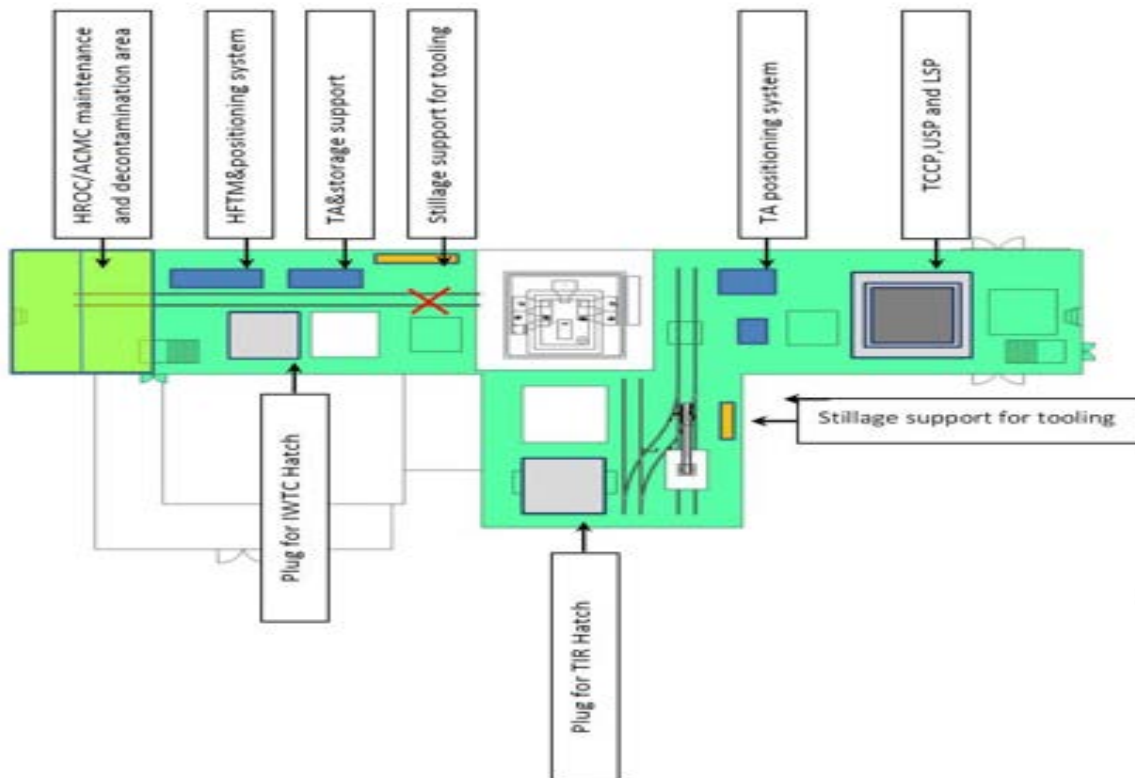 HROC/ACMC maintenance
and decontamination area
HFTM&positioning system
TA&storage support
Stillage support for tooling
TA positioning system
TCCP,USP and LSP
Stillage support for tooling
Plug for IWTC Hatch
Plug for TIR Hatch